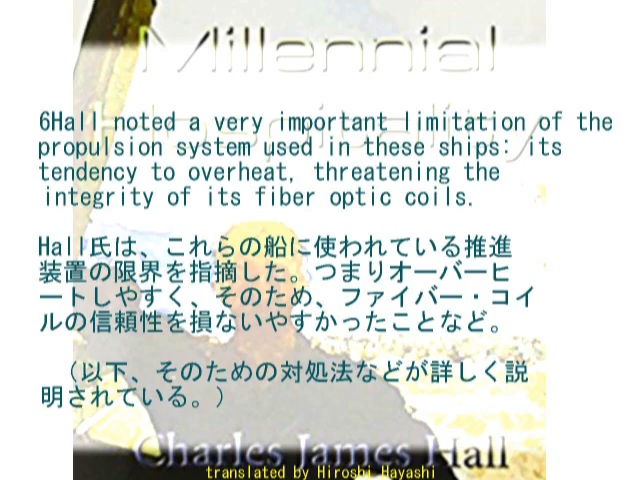 Millennial
Hospitality
6Hall noted a very important limitation of the
propulsion system used in these ships: its
tendency to overheat, threatening the
integrity of its fiber optic coils.
Hall氏は、これらの船に使われている推進
装置の限界を指摘した。つまりオーバーヒ
ートしやすく、そのため、ファイバー・コイ
ルの信頼性を損ないやすかったことなど。
（以下、そのための対処法などが詳しく説
明されている。）
Charles James Hall
translated by Hiroshi Hayashi